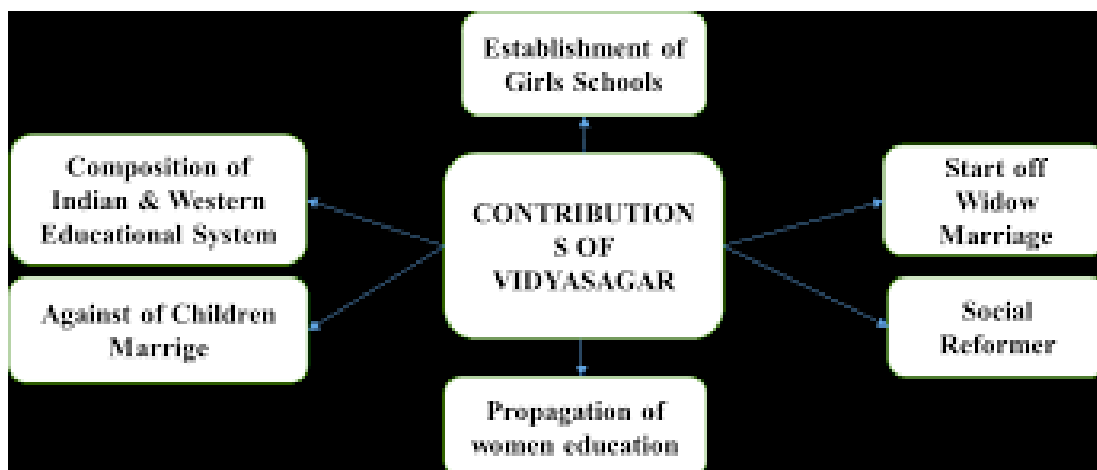 Establishment of
Girls Schools
Composition of
Indian & Western
Educational System
CONTRIBUTION
S OF
VIDYASAGAR
Start off
Widow
Marriage
Against of Children
Marrige
Social
Reformer
Propagation of
women education